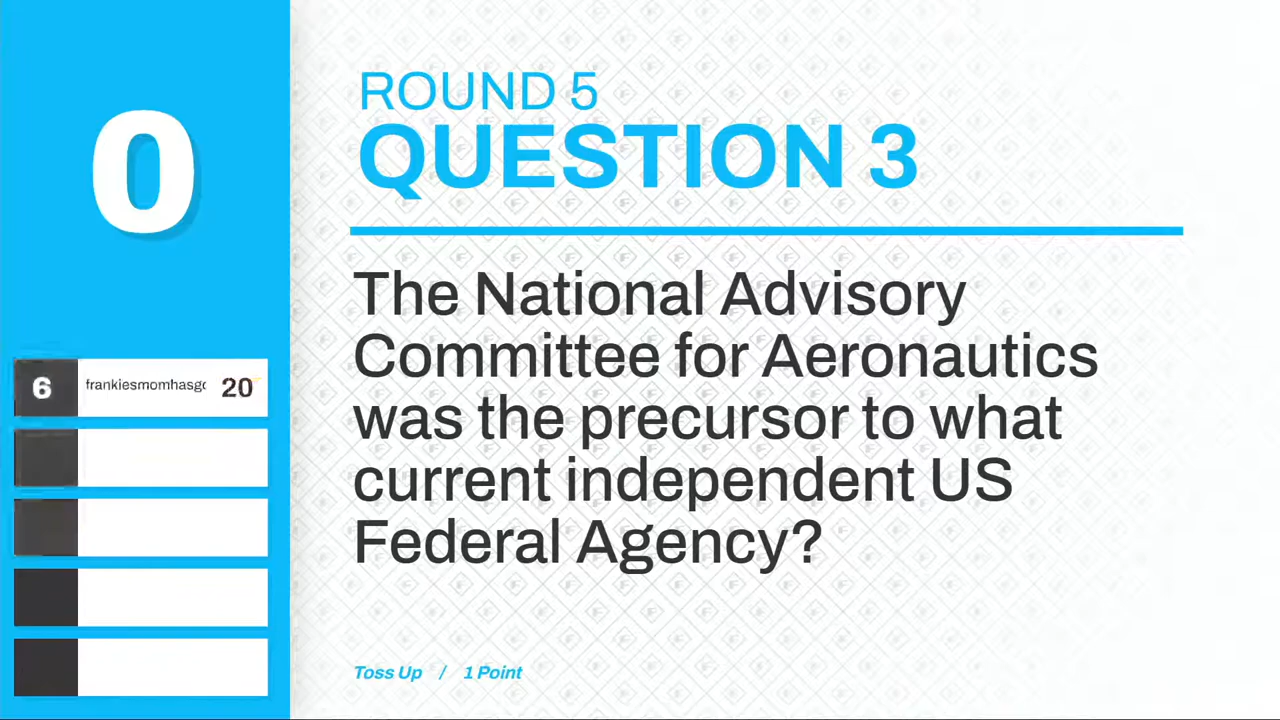 0
ROUND 5
QUESTION 3
The National Advisory
Committee for Aeronautics
was the precursor to what
current independent US
Federal Agency?
6 frankiesmomhasgo 20
Toss Up / 1 Point